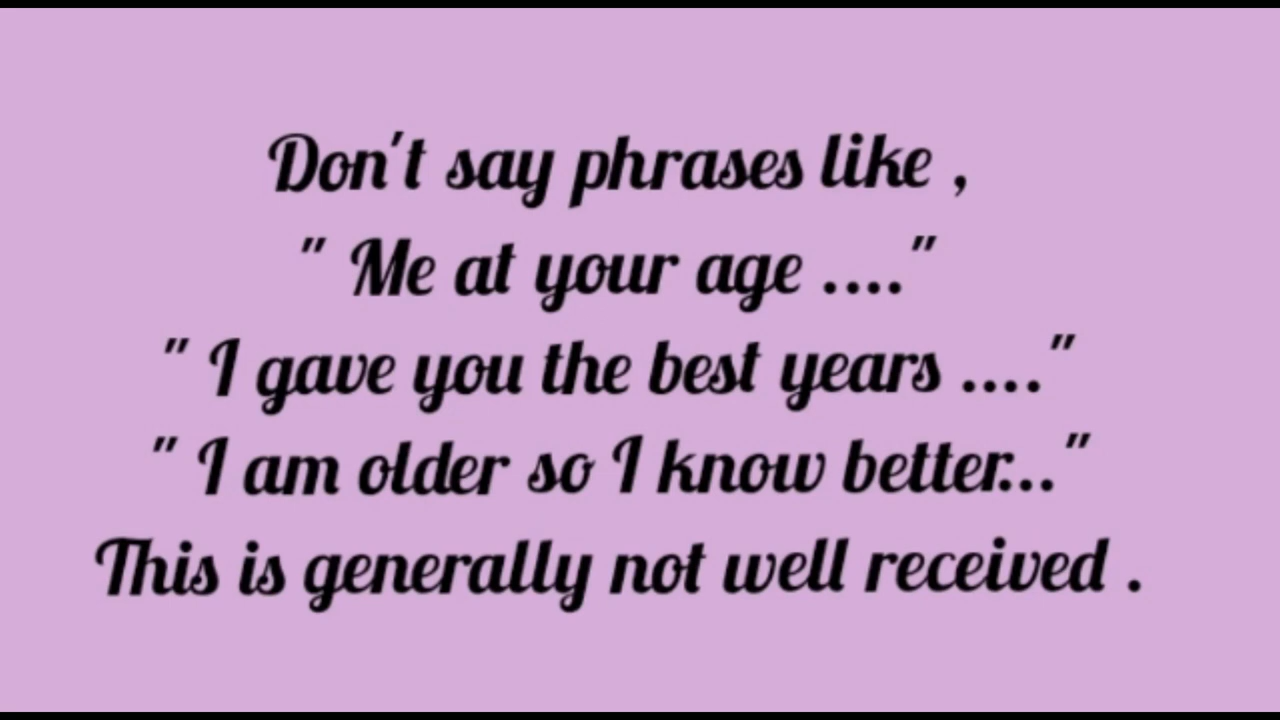 Don't say phrases like ,
" Me at your age ...."
" I gave you the best years ...."
" I am older so I know better..."
This is generally not well received .